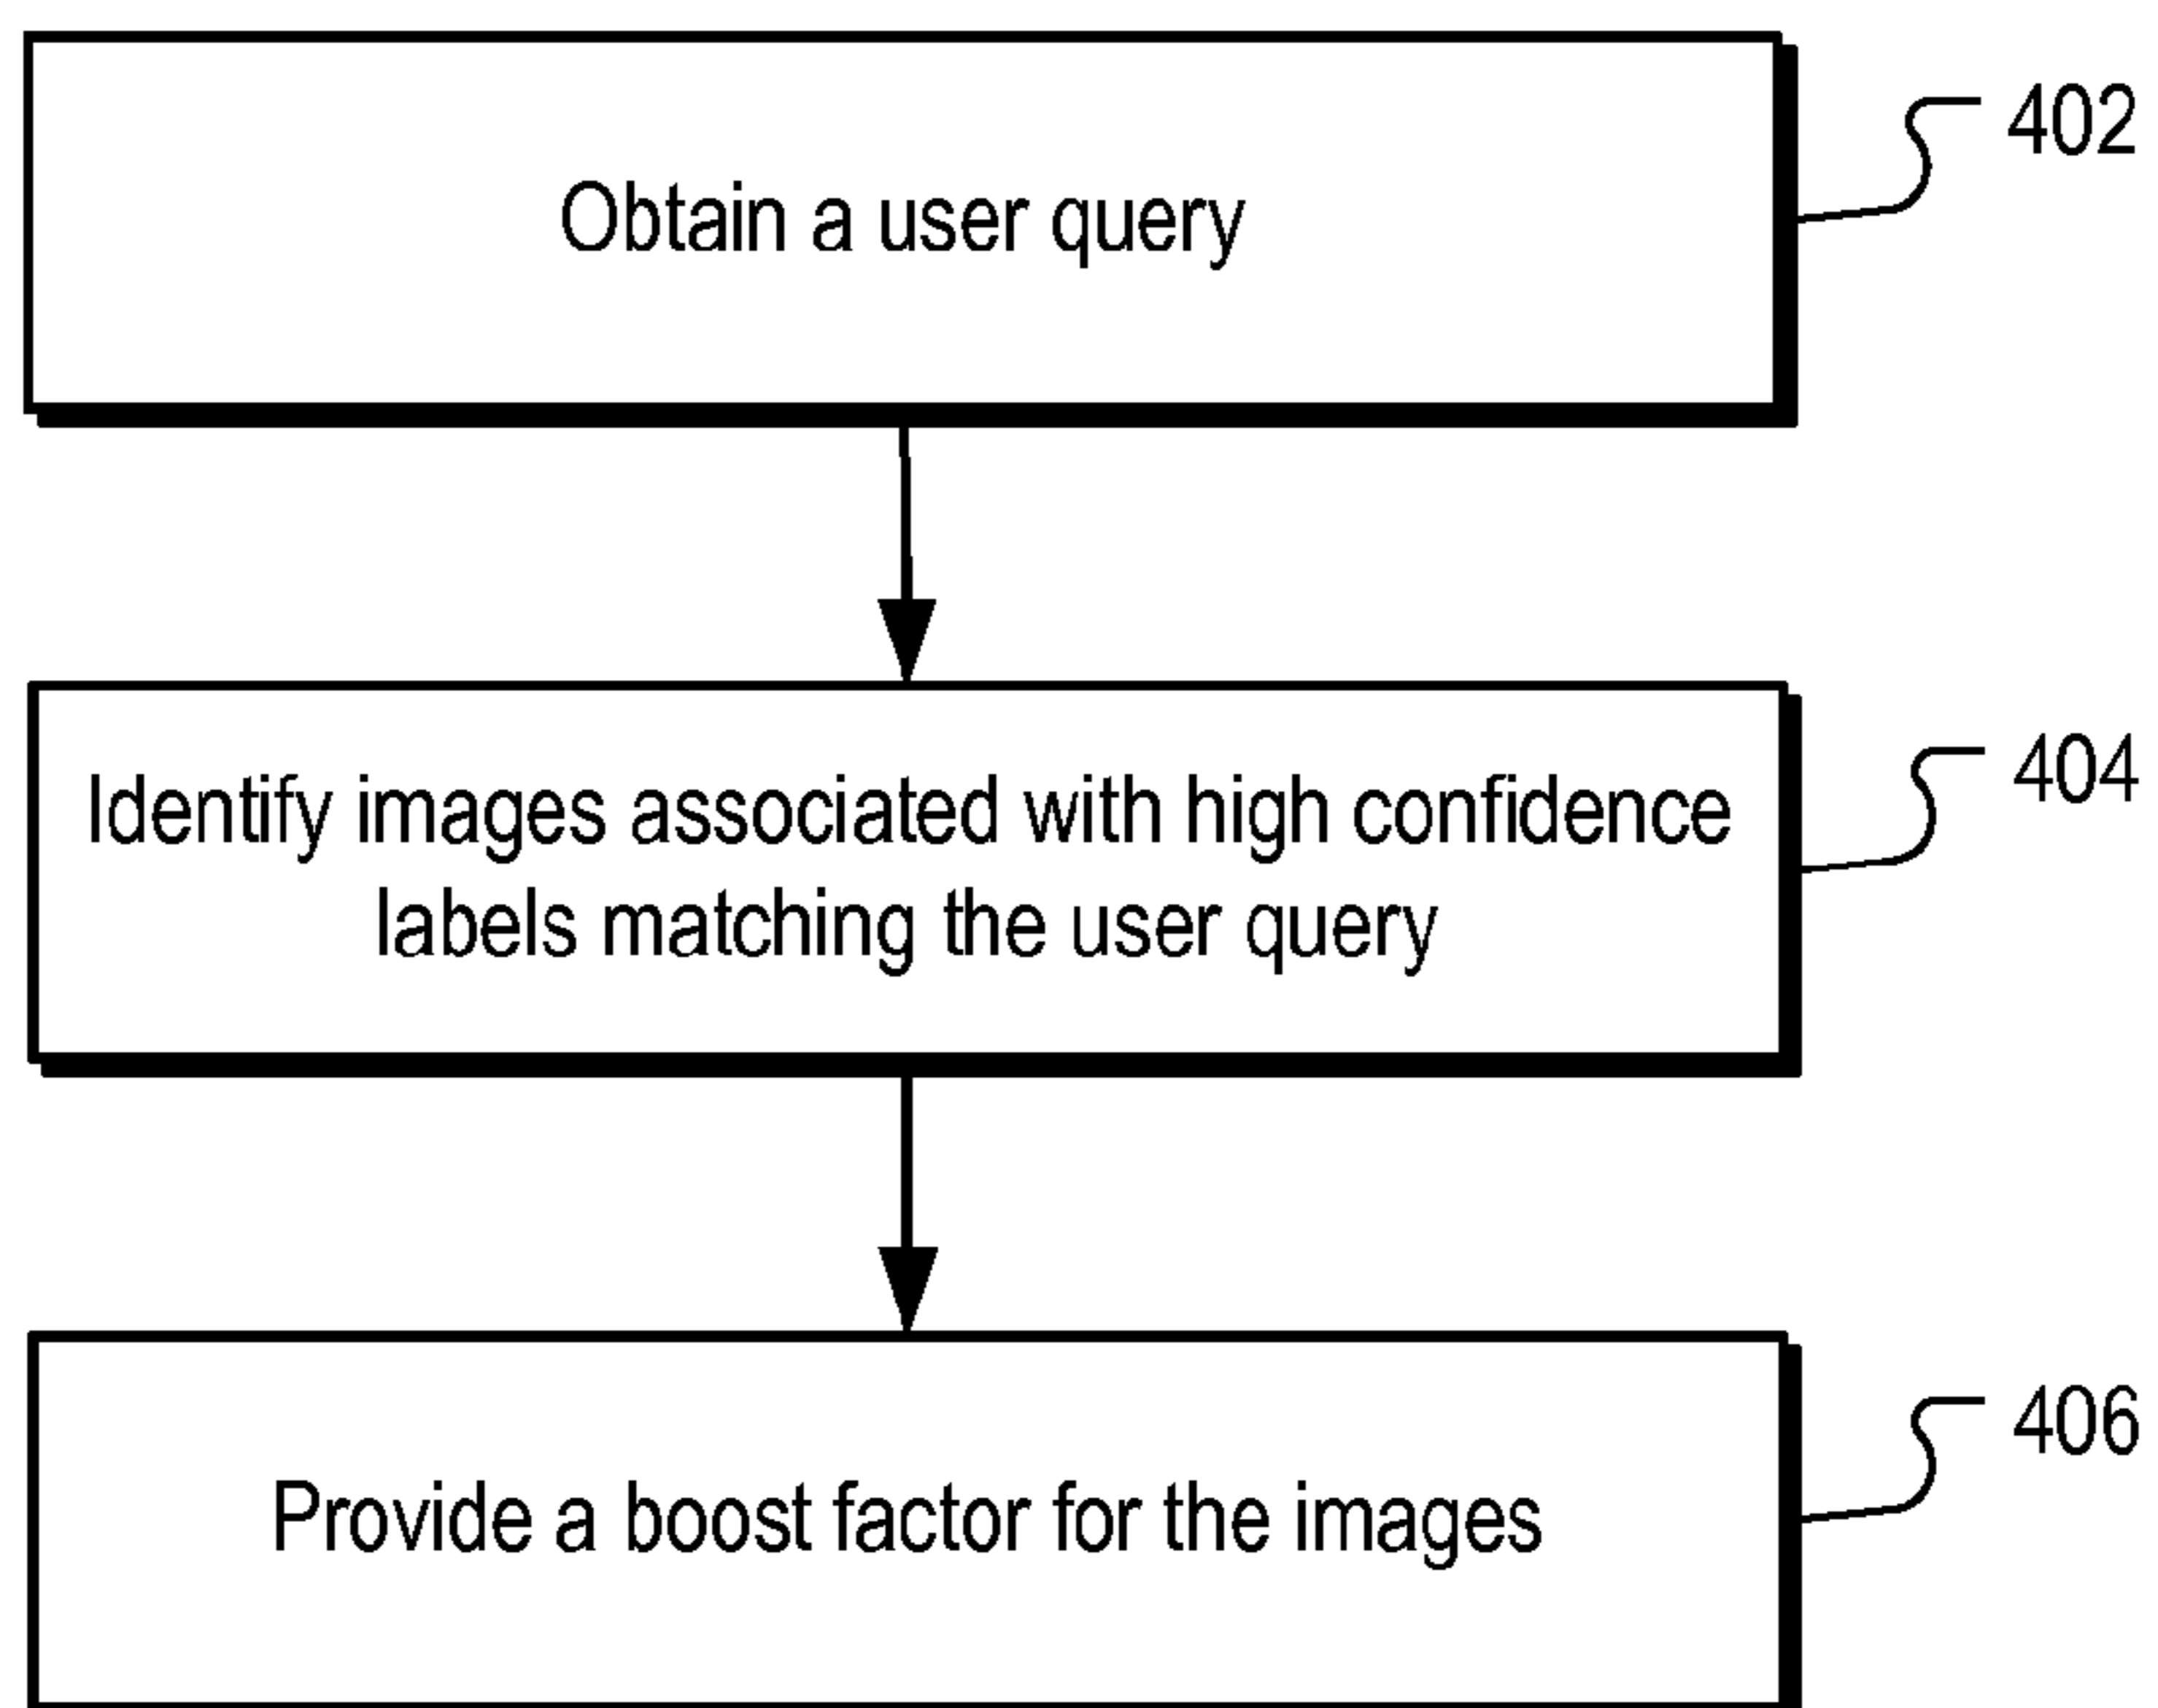 Obtain a user query
402
Identify images associated with high confidence
labels matching the user query
404
Provide a boost factor for the images
406